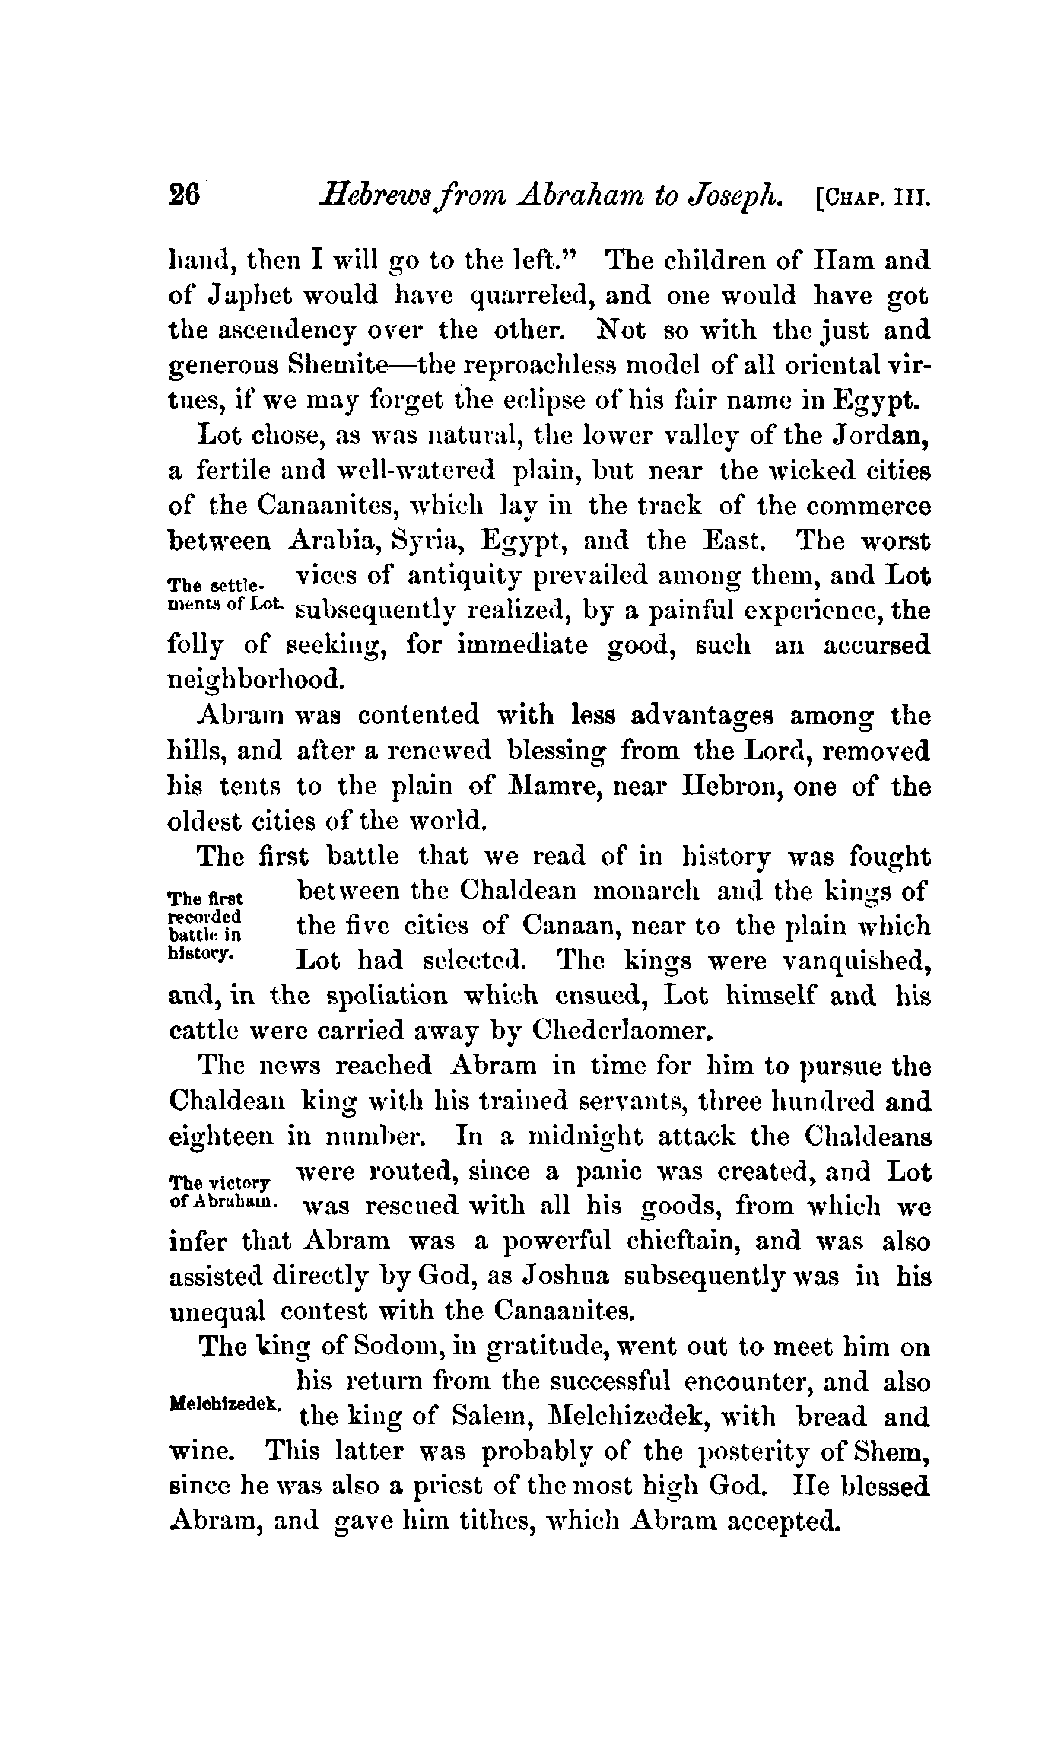 26 Hebrews from Abraham to Joseph. [CHAP. III.
hand, then I will go to the left." The children of Ham and
of Japhet would have quarreled, and one would have got
the ascendency over the other. Not so with the just and
generous Shemite—the reproachless model of all oriental vir-
tues, if we may forget the eclipse of his fair name in Egypt.
Lot chose, as was natural, the lower valley of the Jordan,
a fertile and well-watered plain, but near the wicked cities
of the Canaanites, which lay in the track of the commerce
between Arabia, Syria, Egypt, and the East. The worst
The settle-
ments of Lot.
vices of antiquity prevailed among them, and Lot
subsequently realized, by a painful experience, the
folly of seeking, for immediate good, such an accursed
neighborhood.
Abram was contented with less advantages among the
hills, and after a renewed blessing from the Lord, removed
his tents to the plain of Mamre, near Hebron, one of the
oldest cities of the world.
The first battle that we read of in history was fought
The first
recorded
battle in
history.
between the Chaldean monarch and the kings of
the five cities of Canaan, near to the plain which
Lot had selected. The kings were vanquished,
and, in the spoliation which ensued, Lot himself and his
cattle were carried away by Chederlaomer.
The news reached Abram in time for him to pursue the
Chaldean king with his trained servants, three hundred and
eighteen in number. In a midnight attack the Chaldeans
The victory
of Abraham.
were routed, since a panic was created, and Lot
was rescued with all his goods, from which we
infer that Abram was a powerful chieftain, and was also
assisted directly by God, as Joshua subsequently was in his
unequal contest with the Canaanites.
The king of Sodom, in gratitude, went out to meet him on
Melchizedek.
his return from the successful encounter, and also
the king of Salem, Melchizedek, with bread and
wine. This latter was probably of the posterity of Shem,
since he was also a priest of the most high God. He blessed
Abram, and gave him tithes, which Abram accepted.